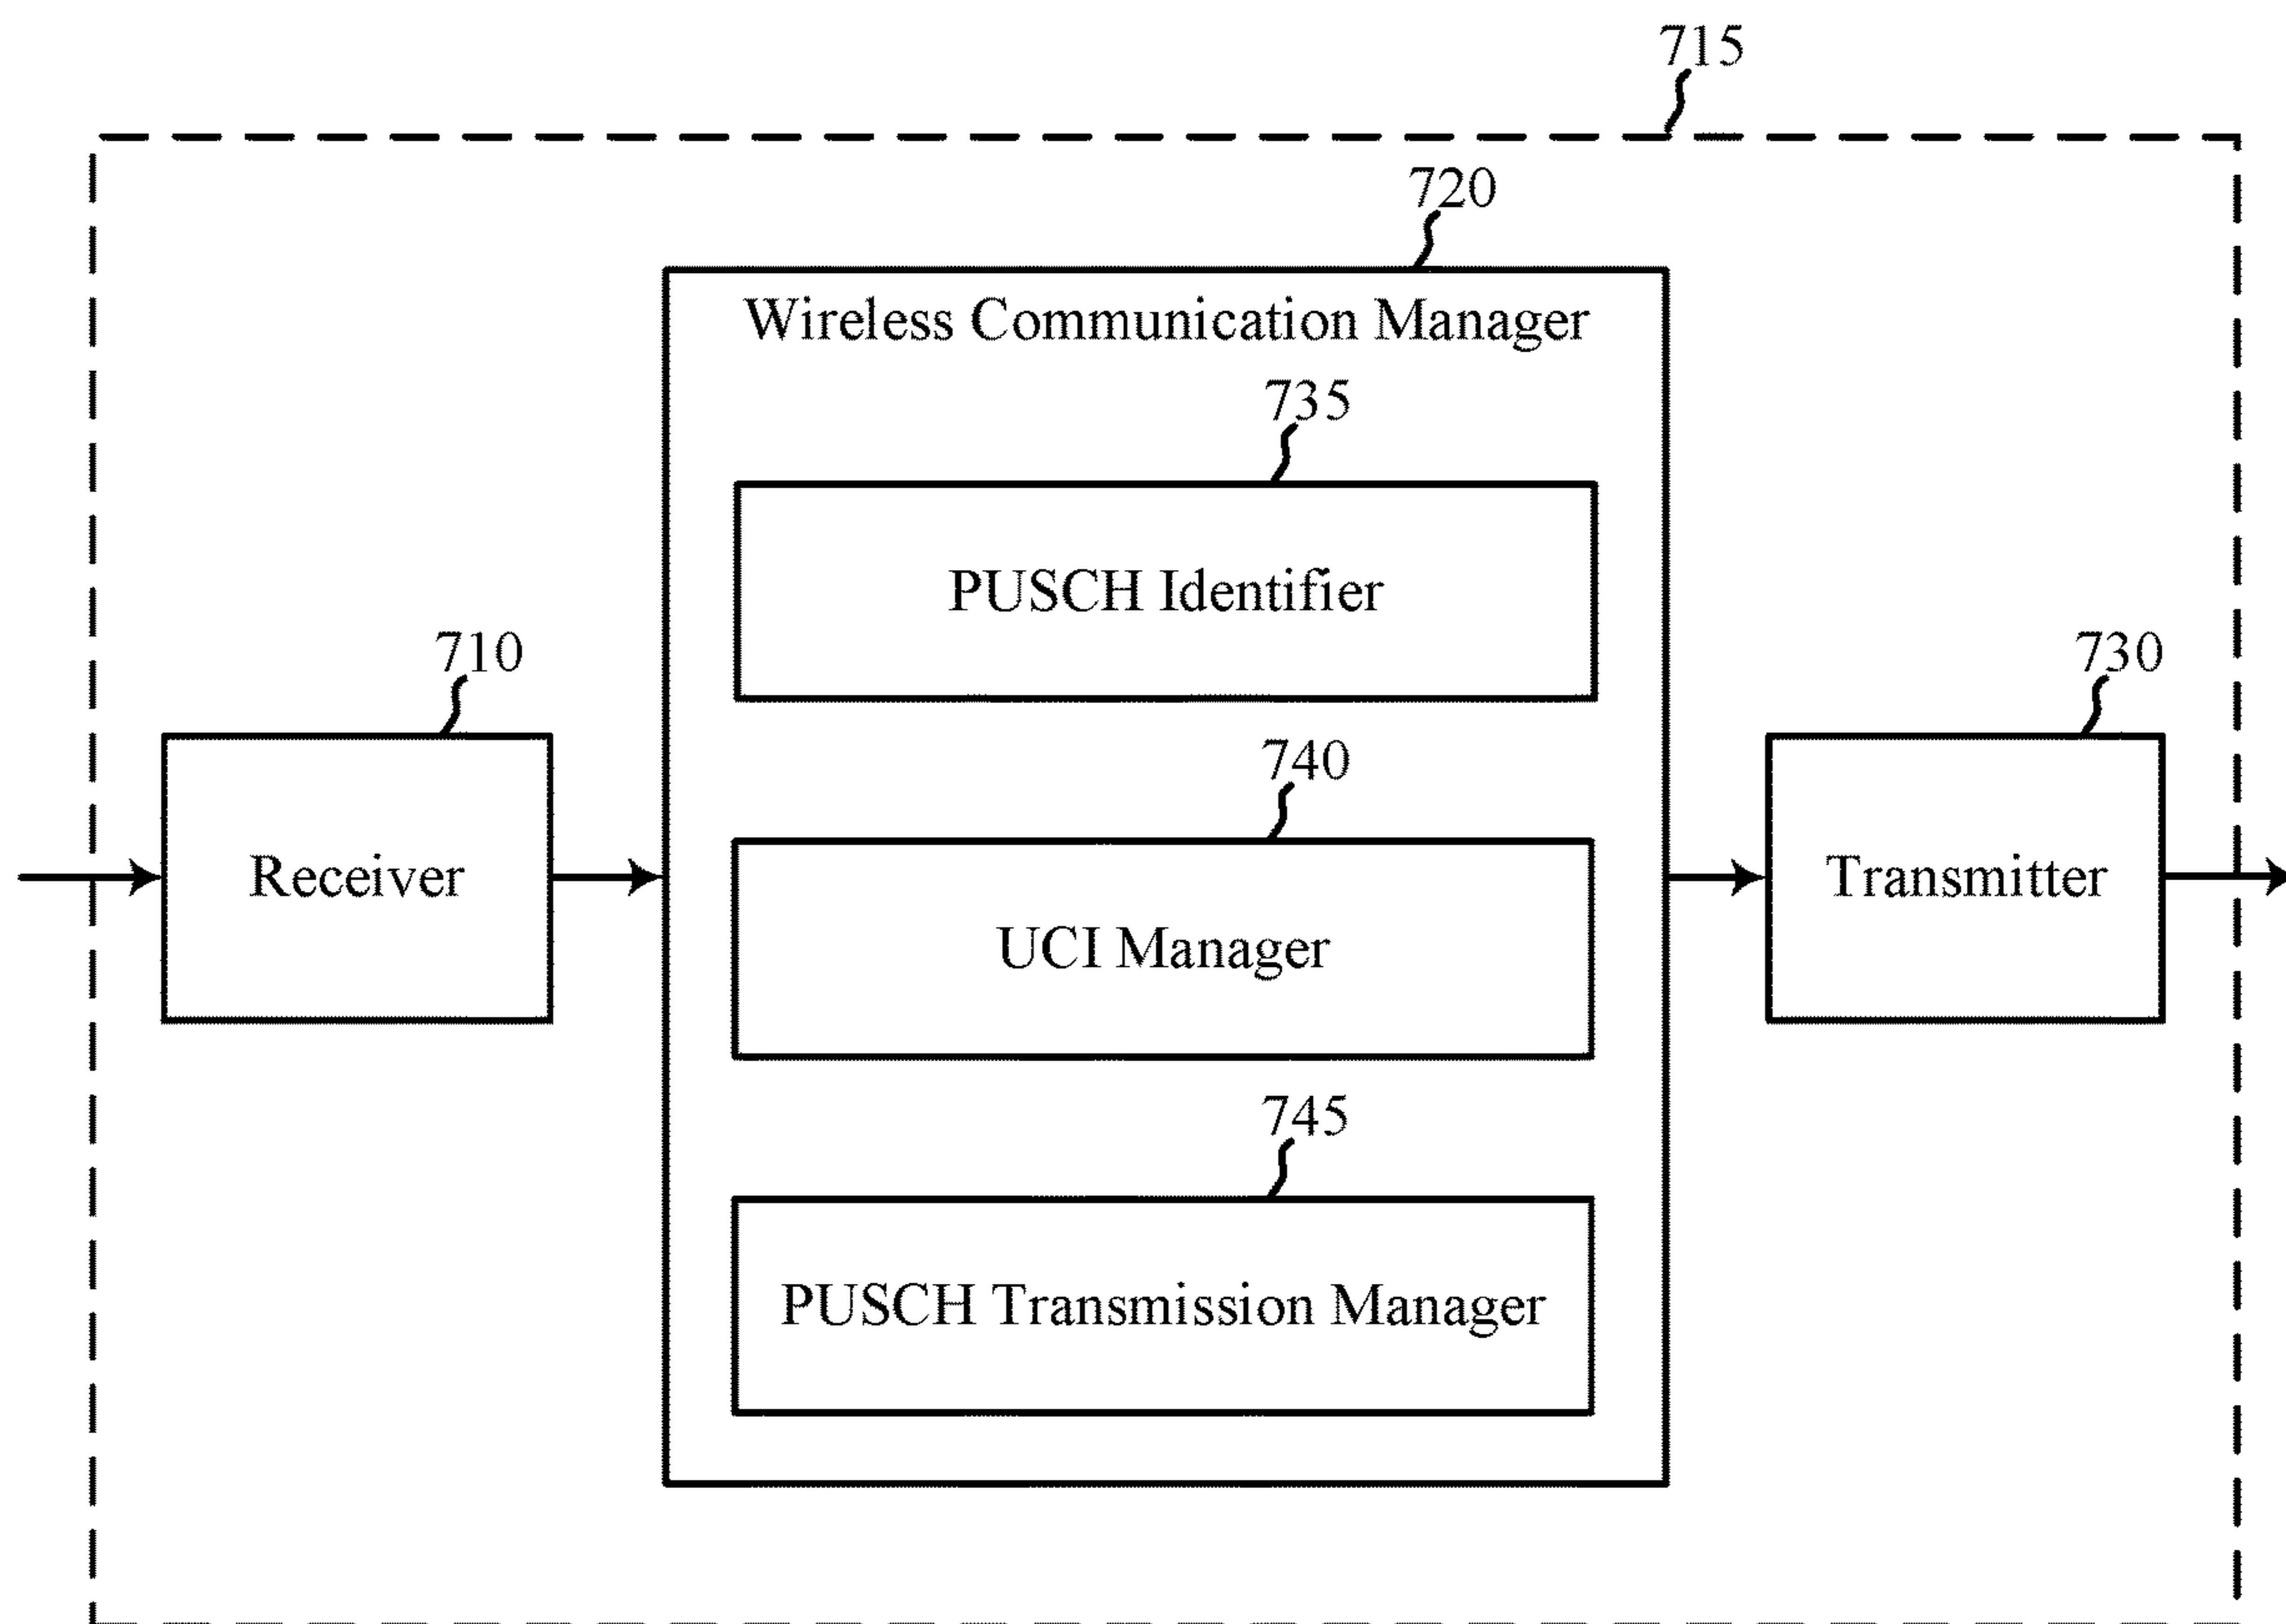 715
720
Wireless Communication Manager
735
PUSCH Identifier
710
730
740
Receiver
UCI Manager
Transmitter
745
PUSCH Transmission Manager